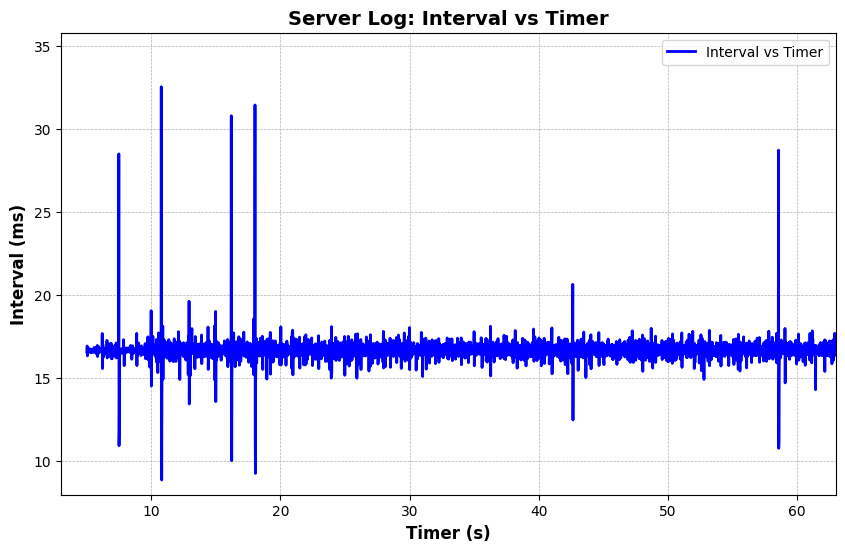 Server Log: Interval vs Timer
Interval vs Timer
35
30
25
20
15
10
Interval (ms)
10 20 30 40 50 60
Timer (s)